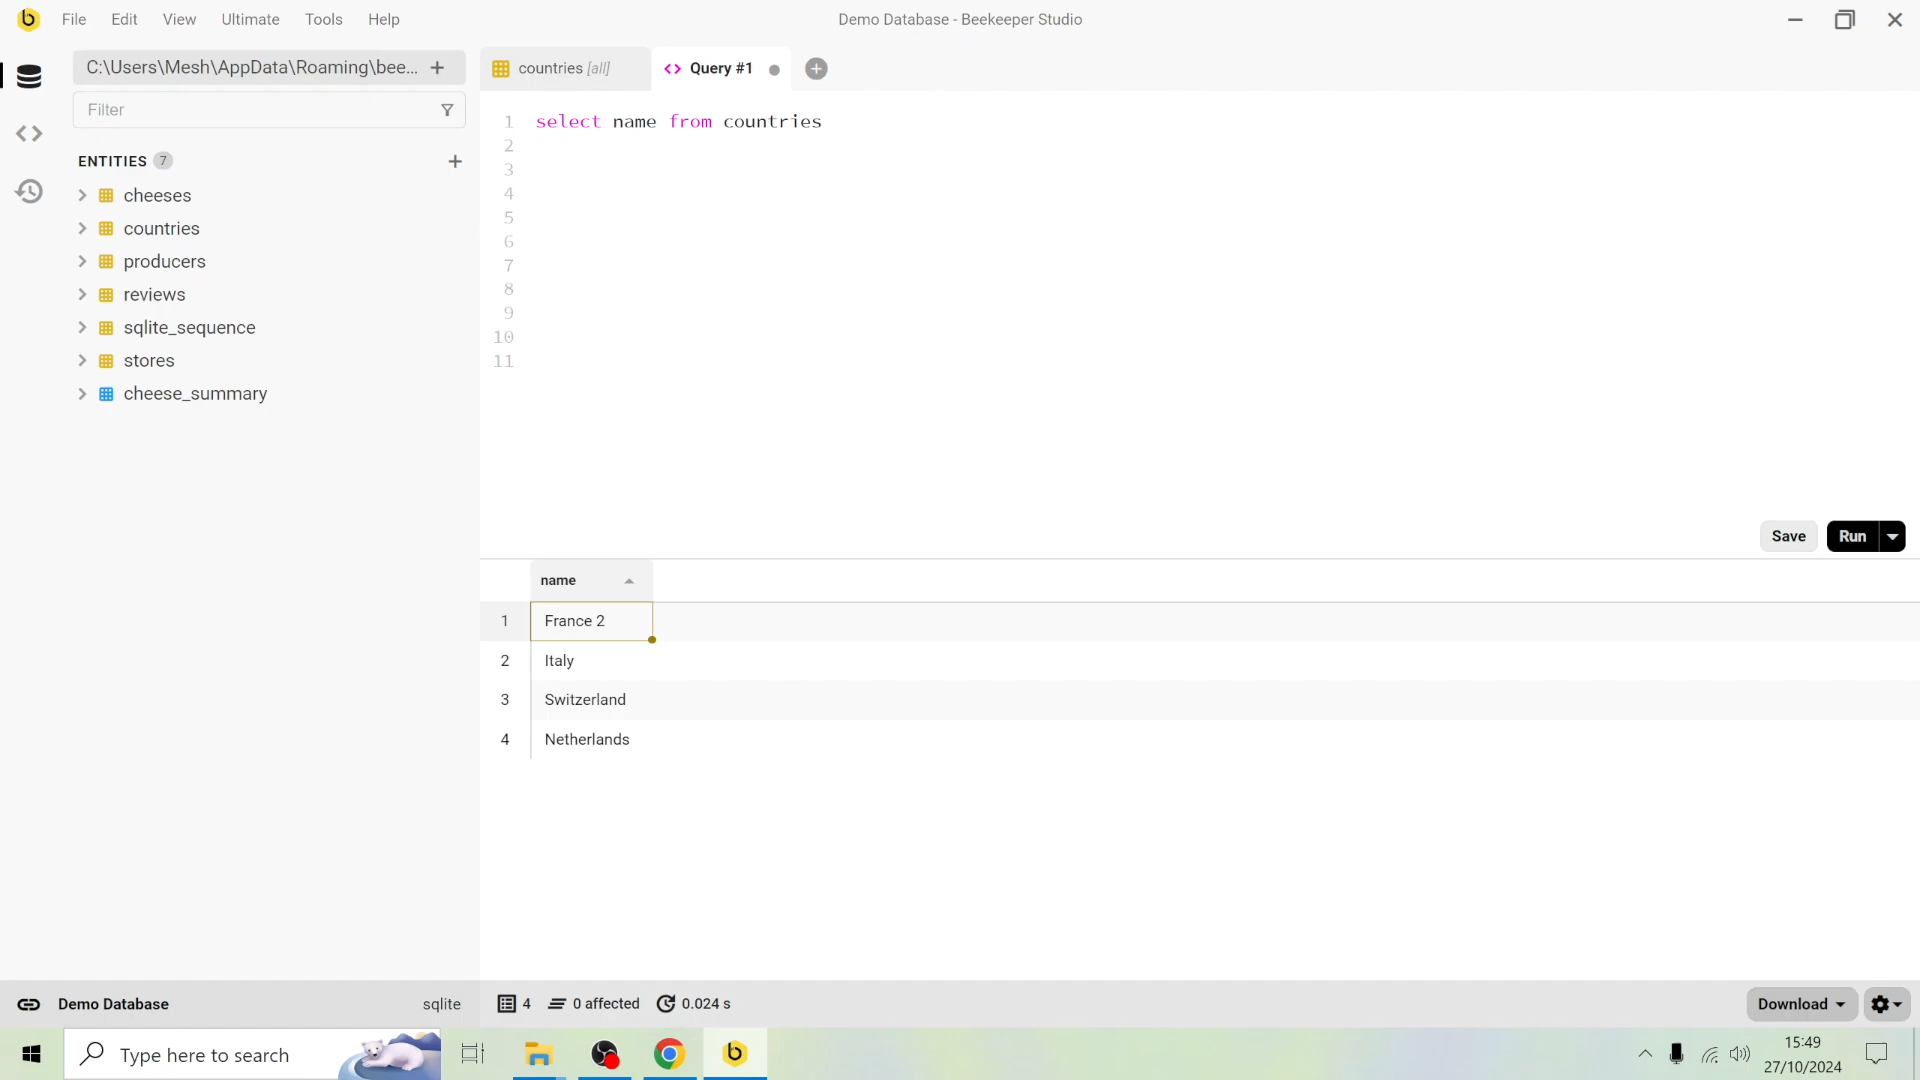 File Edit View Ultimate Tools Help
Demo Database - Beekeeper Studio
C:\Users\Mesh\AppData\Roaming\bee...
countries [all]
Query #1
Filter
ENTITIES 7
cheeses
countries
producers
reviews
sqlite_sequence
stores
cheese_summary
1 select name from countries
2
3
4
5
6
7
8
9
10
11
Save Run
name
1 France 2
2 Italy
3 Switzerland
4 Netherlands
Demo Database sqlite 4 0 affected 0.024 s Download
Type here to search
15:49
27/10/2024